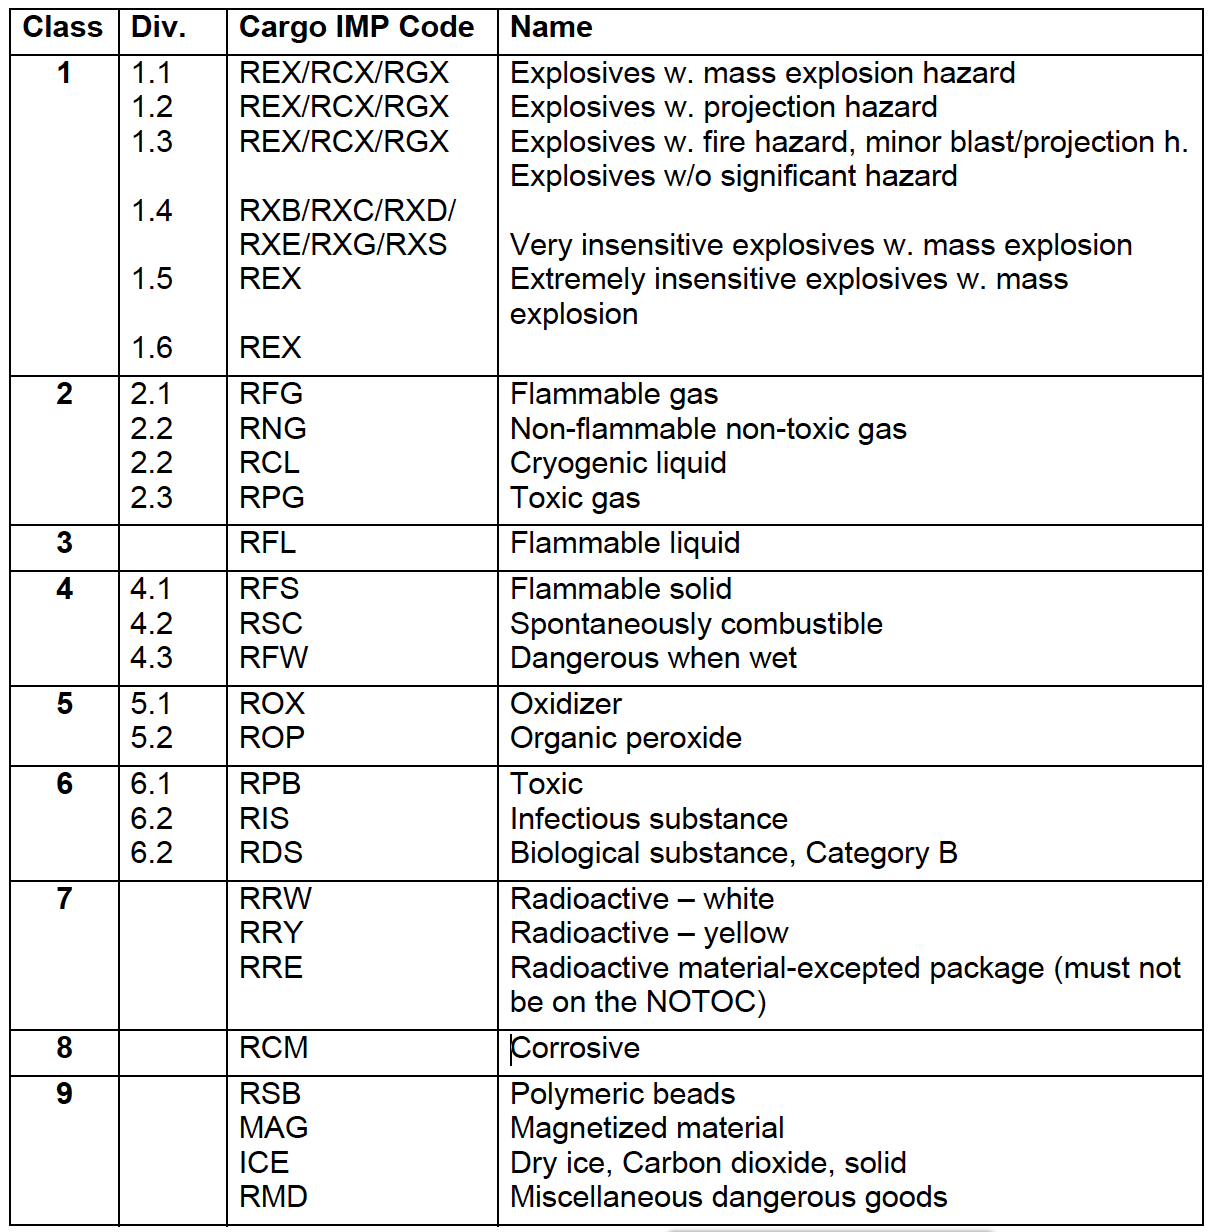 Class Div. Cargo IMP Code Name
1 1.1 REX/RCX/RGX Explosives w. mass explosion hazard
1.2 REX/RCX/RGX Explosives w. projection hazard
1.3 REX/RCX/RGX Explosives w. fire hazard, minor blast/projection h.
Explosives w/o significant hazard
1.4 RXB/RXC/RXD/
RXE/RXG/RXS Very insensitive explosives w. mass explosion
1.5 REX Extremely insensitive explosives w. mass
explosion
1.6 REX
2 2.1 RFG Flammable gas
2.2 RNG Non-flammable non-toxic gas
2.2 RCL Cryogenic liquid
2.3 RPG Toxic gas
3 RFL Flammable liquid
4 4.1 RFS Flammable solid
4.2 RSC Spontaneously combustible
4.3 RFW Dangerous when wet
5 5.1 ROX Oxidizer
5.2 ROP Organic peroxide
6 6.1 RPB Toxic
6.2 RIS Infectious substance
6.2 RDS Biological substance, Category B
7 RRW Radioactive – white
RRY Radioactive – yellow
RRE Radioactive material-excepted package (must not
be on the NOTOC)
8 RCM Corrosive
9 RSB Polymeric beads
MAG Magnetized material
ICE Dry ice, Carbon dioxide, solid
RMD Miscellaneous dangerous goods